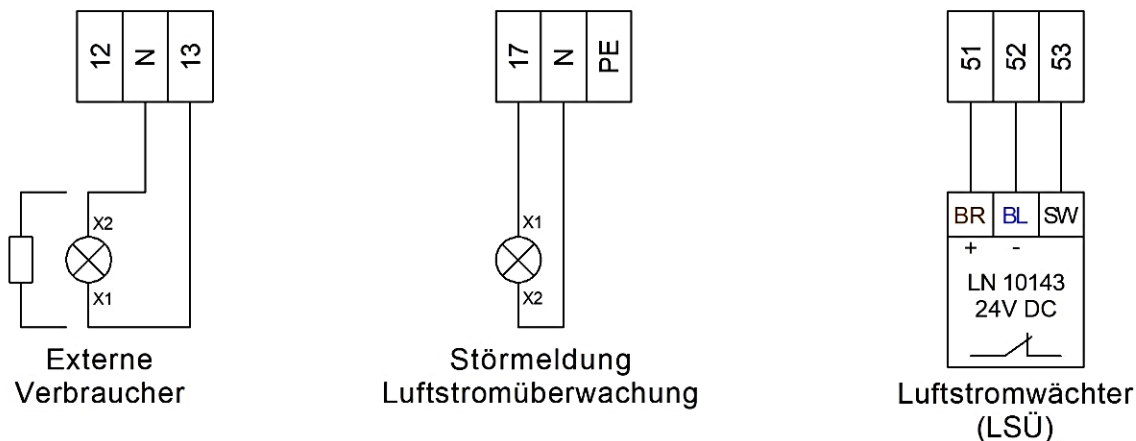 12 N 13
X2
X1
Externe
Verbraucher
17 N PE
X1
X2
Störmeldung
Luftstromüberwachung
51 52 53
BR BL SW
+ -
LN 10143
24V DC
Luftstromwächter
(LSÜ)